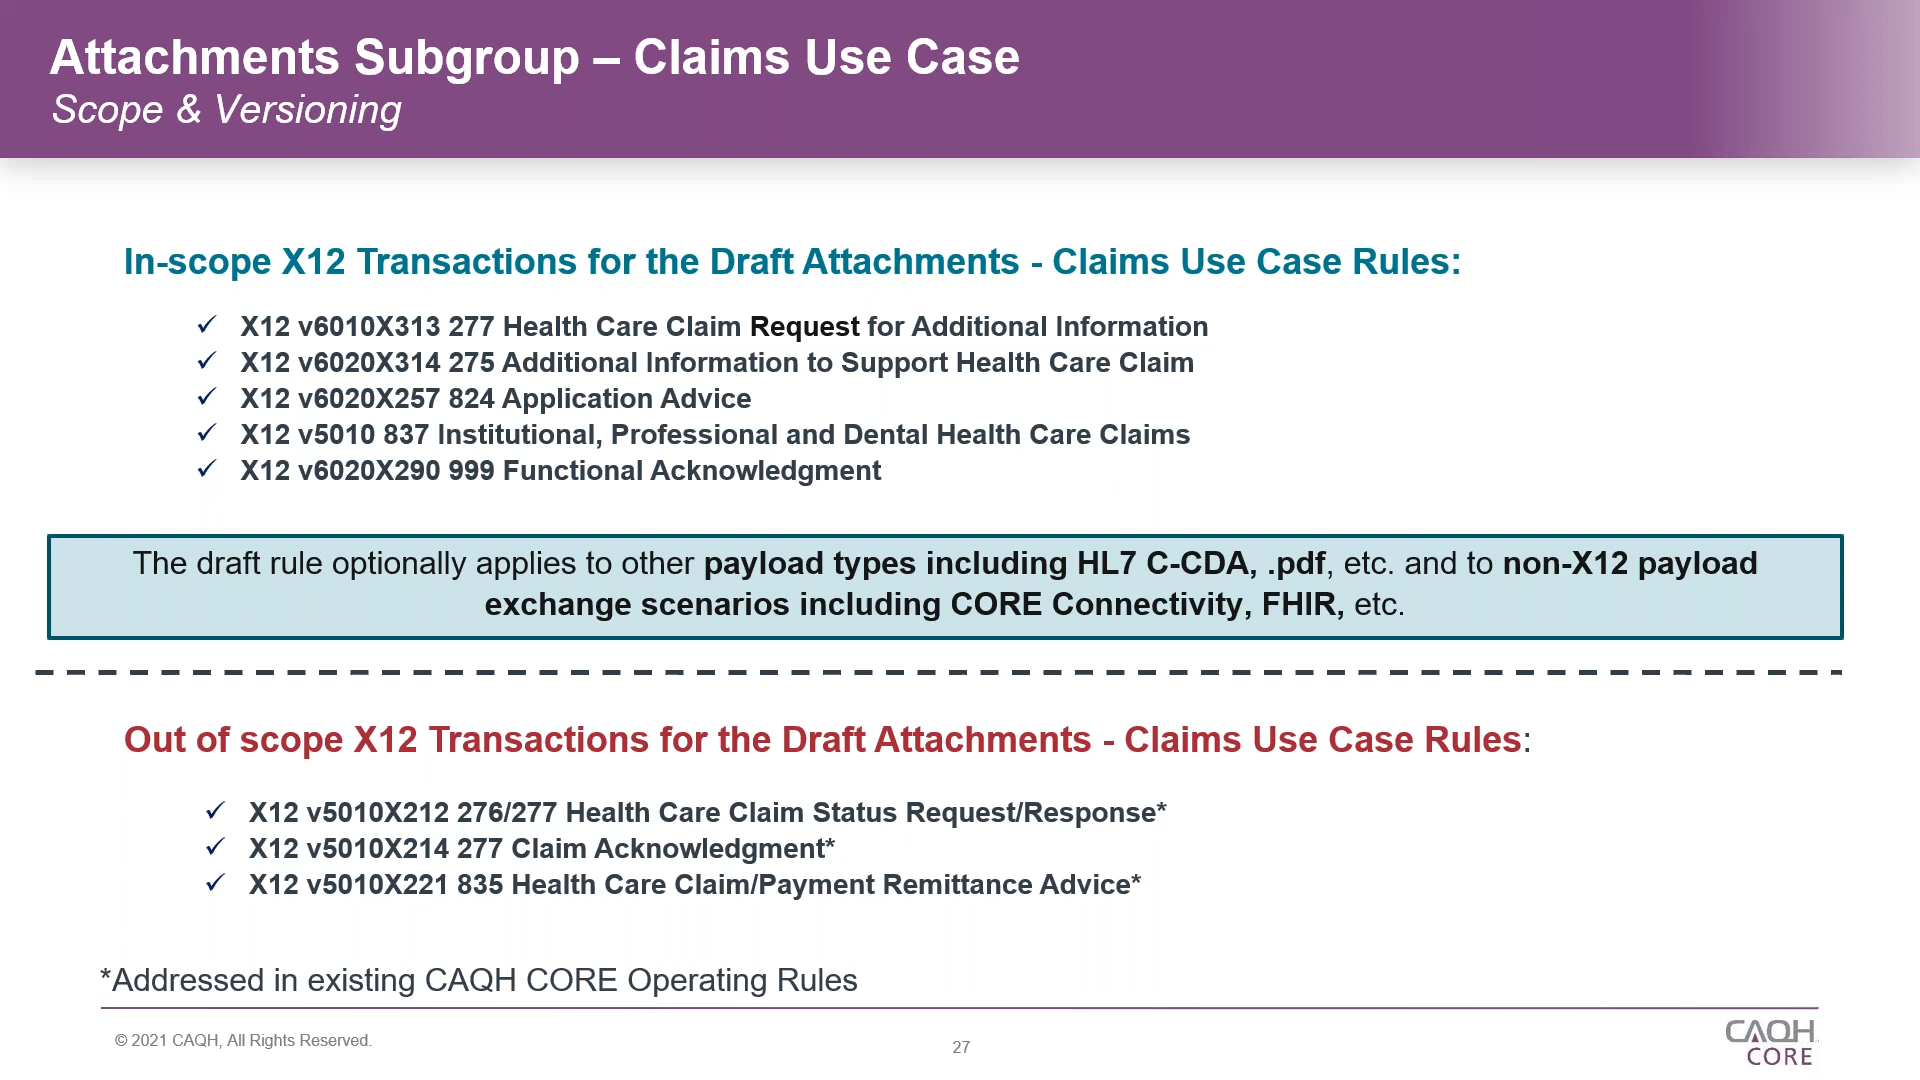 Attachments Subgroup – Claims Use Case
Scope & Versioning
In-scope X12 Transactions for the Draft Attachments - Claims Use Case Rules:
✓ X12 v6010X313 277 Health Care Claim Request for Additional Information
✓ X12 v6020X314 275 Additional Information to Support Health Care Claim
✓ X12 v6020X257 824 Application Advice
✓ X12 v5010 837 Institutional, Professional and Dental Health Care Claims
✓ X12 v6020X290 999 Functional Acknowledgment
The draft rule optionally applies to other payload types including HL7 C-CDA, .pdf, etc. and to non-X12 payload
exchange scenarios including CORE Connectivity, FHIR, etc.
Out of scope X12 Transactions for the Draft Attachments - Claims Use Case Rules:
✓ X12 v5010X212 276/277 Health Care Claim Status Request/Response*
✓ X12 v5010X214 277 Claim Acknowledgment*
✓ X12 v5010X221 835 Health Care Claim/Payment Remittance Advice*
*Addressed in existing CAQH CORE Operating Rules
© 2021 CAQH, All Rights Reserved.
27
CAQH
CORE